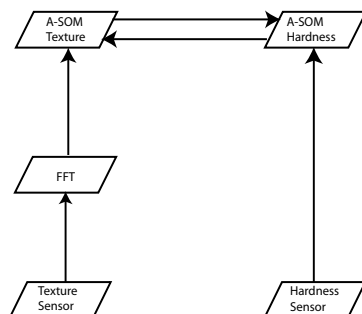 A-SOM
Texture
A-SOM
Hardness
FFT
Texture
Sensor
Hardness
Sensor